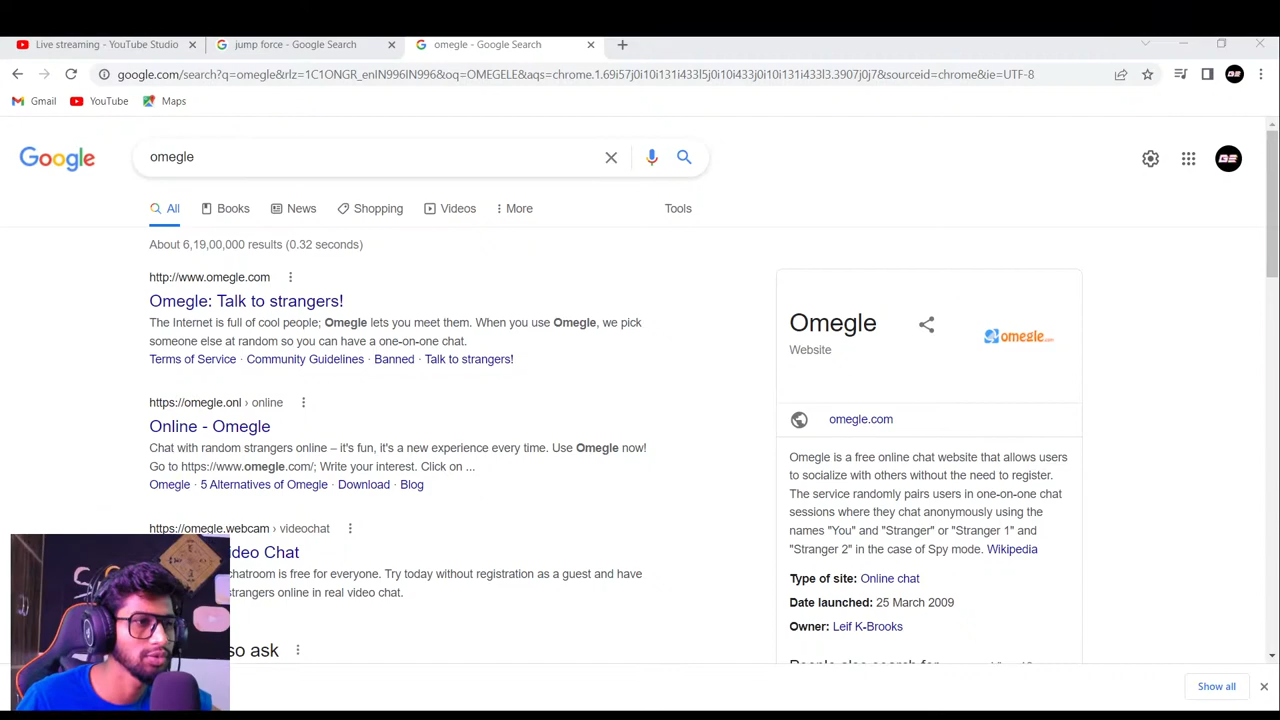 Live streaming - YouTube Studio
jump force - Google Search
omegle - Google Search
google.com/search?q=omegle&rlz=1C1ONGR_enIN996IN996&oq=OMEGELE&aqs=chrome.1.69i57j0i10i131i433l5j0i10i433j0i10i131i433l3.3907j0j7&sourceid=chrome&ie=UTF-8
Gmail
YouTube
Maps
Google
omegle
GE
All
Books
News
Shopping
Videos
More
Tools
About 6,19,00,000 results (0.32 seconds)
http://www.omegle.com
Omegle: Talk to strangers!
The Internet is full of cool people; Omegle lets you meet them. When you use Omegle, we pick
someone else at random so you can have a one-on-one chat.
Terms of Service · Community Guidelines · Banned · Talk to strangers!
https://omegle.onl › online
Online - Omegle
Chat with random strangers online – it's fun, it's a new experience every time. Use Omegle now!
Go to https://www.omegle.com/; Write your interest. Click on ...
Omegle · 5 Alternatives of Omegle · Download · Blog
https://omegle.webcam › videochat
ideo Chat
chatroom is free for everyone. Try today without registration as a guest and have
strangers online in real video chat.
so ask
Omegle
Website
omegle.com
omegle.com
Omegle is a free online chat website that allows users
to socialize with others without the need to register.
The service randomly pairs users in one-on-one chat
sessions where they chat anonymously using the
names "You" and "Stranger" or "Stranger 1" and
"Stranger 2" in the case of Spy mode. Wikipedia
Type of site: Online chat
Date launched: 25 March 2009
Owner: Leif K-Brooks
People also search for
Show all